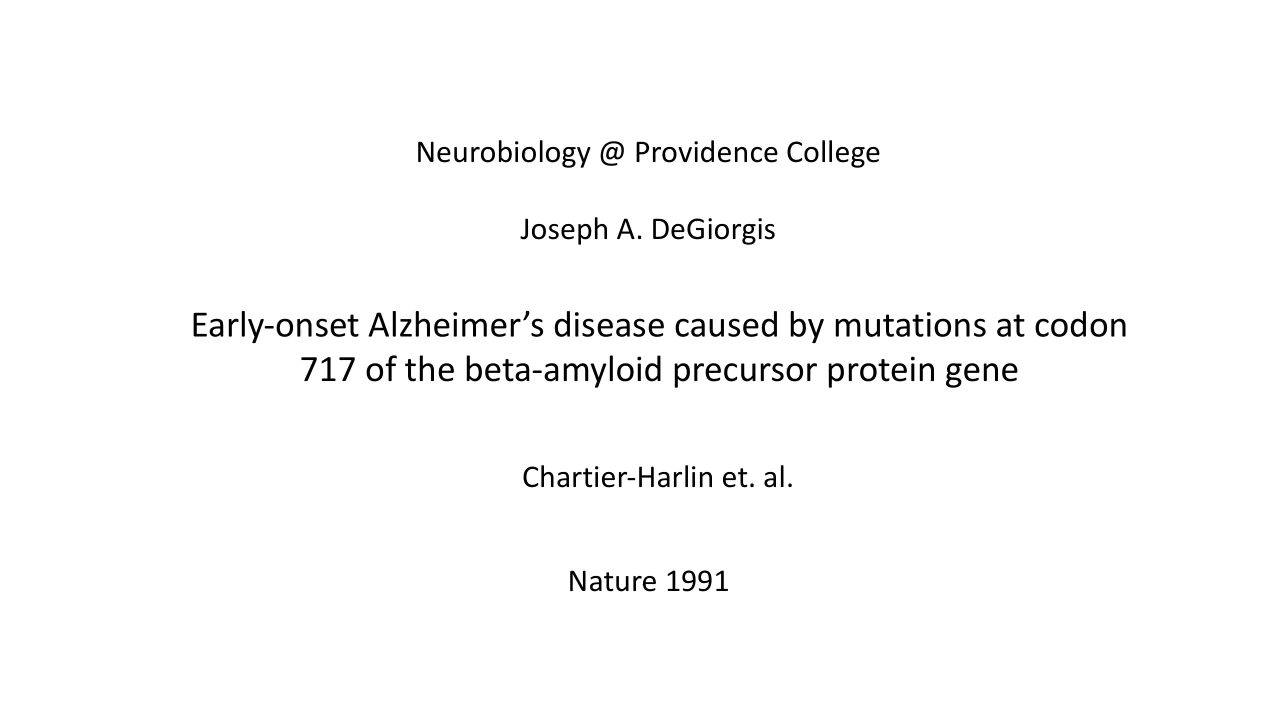 Neurobiology @ Providence College
Joseph A. DeGiorgis
Early-onset Alzheimer’s disease caused by mutations at codon
717 of the beta-amyloid precursor protein gene
Chartier-Harlin et. al.
Nature 1991